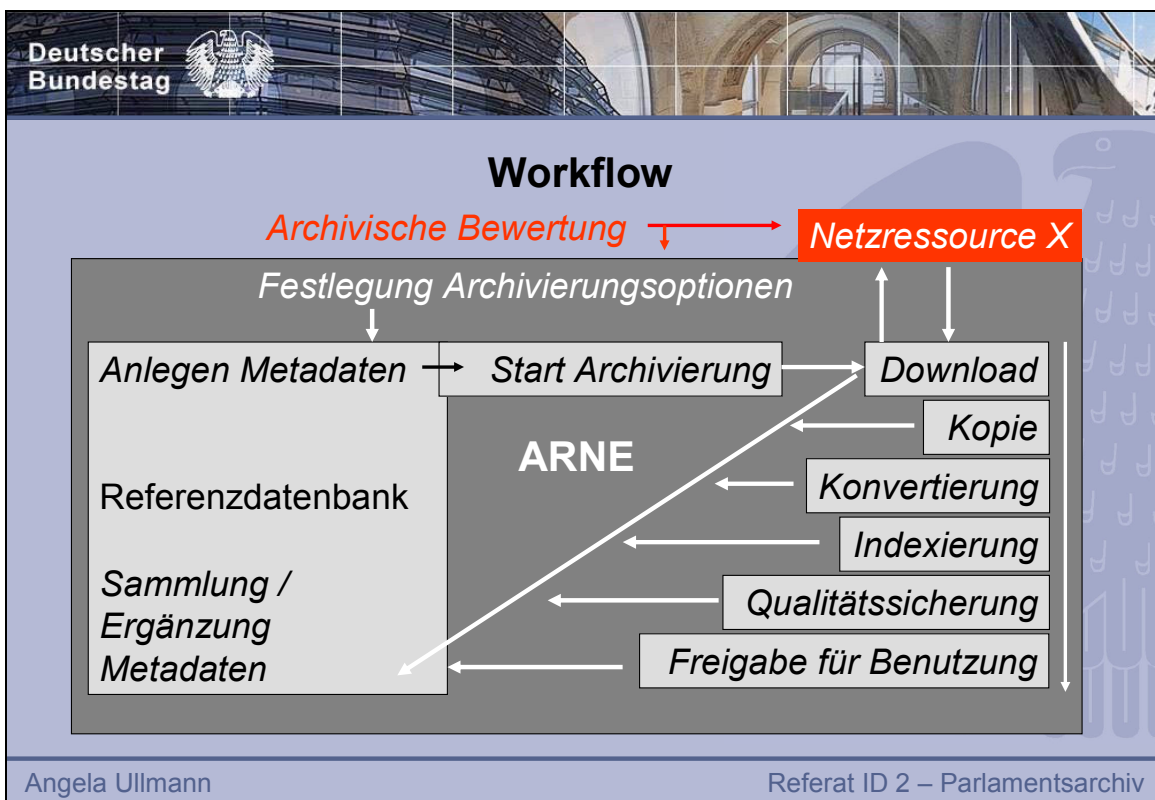 Deutscher
Bundestag
Workflow
Archivische Bewertung
Netzressource X
Festlegung Archivierungsoptionen
Anlegen Metadaten
Start Archivierung
Download
Kopie
ARNE
Konvertierung
Referenzdatenbank
Indexierung
Sammlung /
Ergänzung
Metadaten
Qualitätssicherung
Freigabe für Benutzung
Angela Ullmann
Referat ID 2 – Parlamentsarchiv